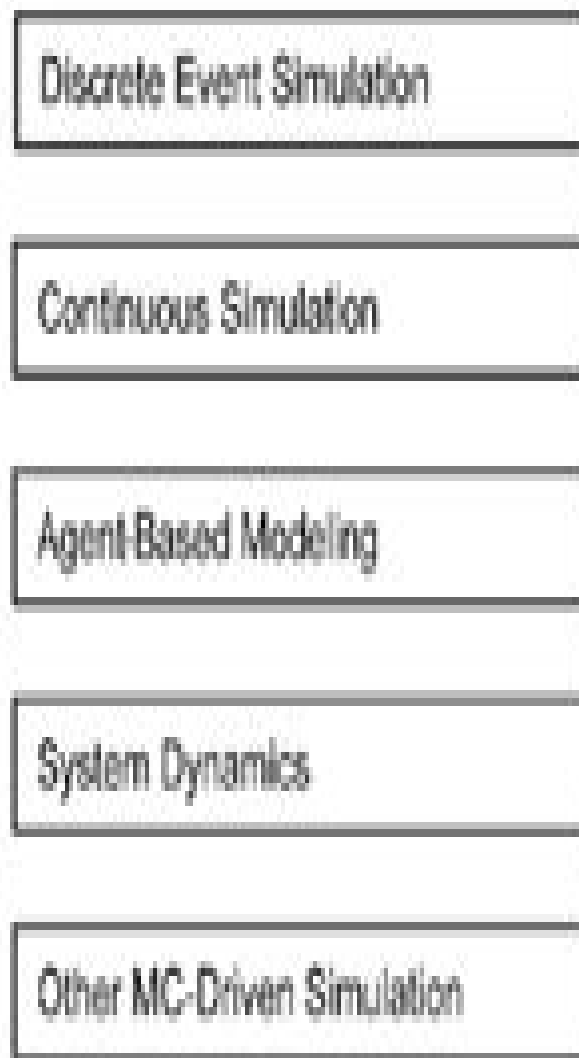 Discrete Event Simulation
Continuous Simulation
Agent-Based Modeling
System Dynamics
Other MC-Driven Simulation